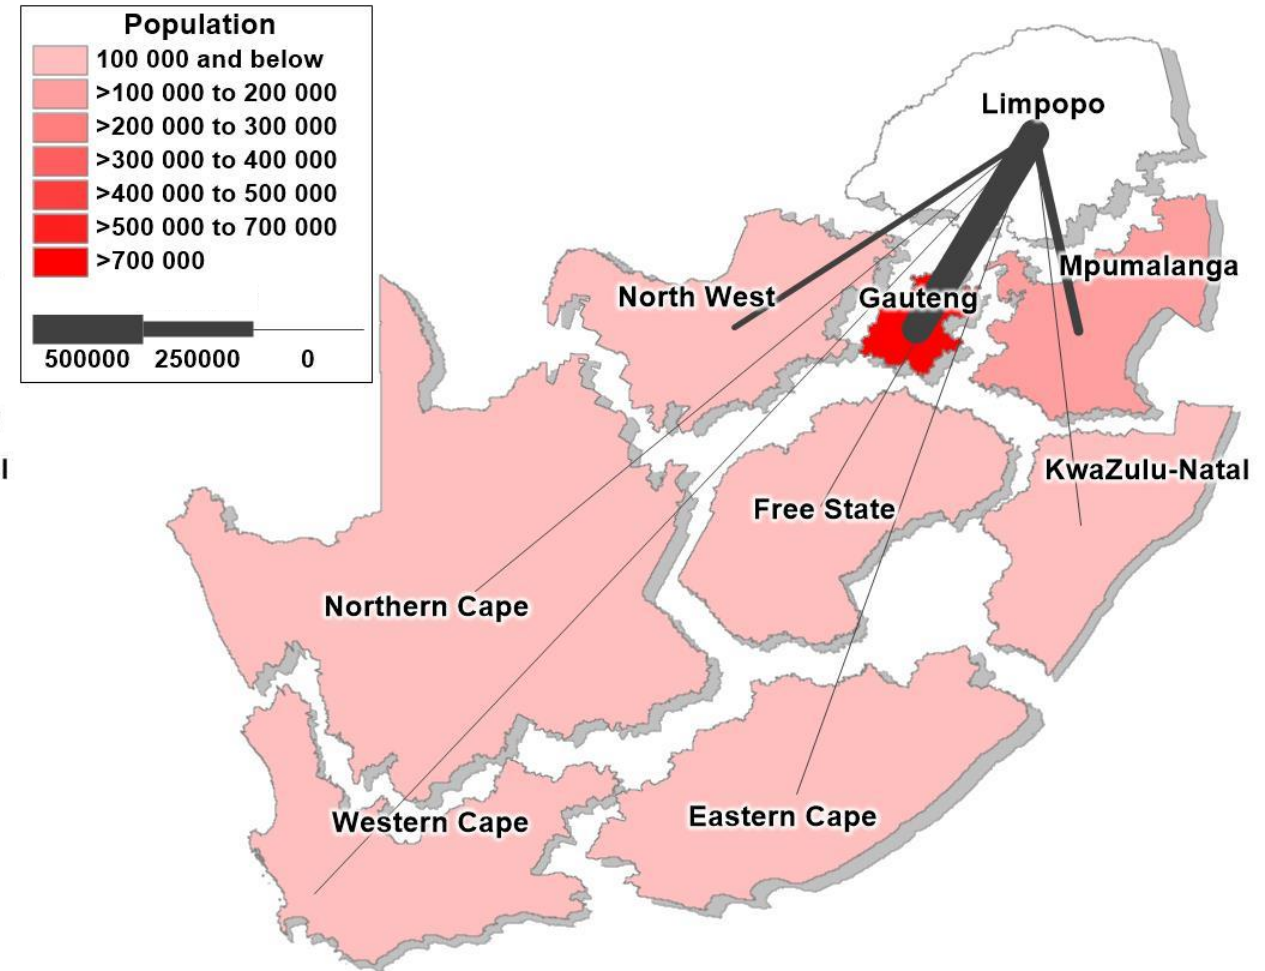 Population
100 000 and below
>100 000 to 200 000
>200 000 to 300 000
>300 000 to 400 000
>400 000 to 500 000
>500 000 to 700 000
>700 000
500000 250000 0
Limpopo
Mpumalanga
North West
Gauteng
l
KwaZulu-Natal
Free State
Northern Cape
Western Cape
Eastern Cape